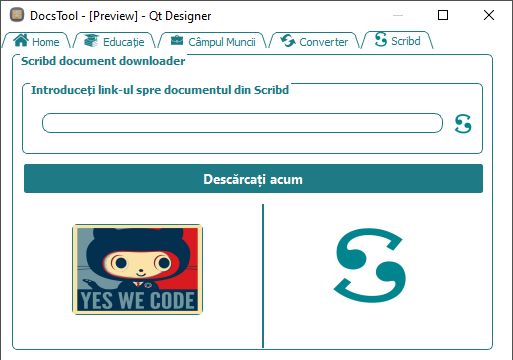 DocsTool - [Preview] - Qt Designer
Home
Educație
Câmpul Muncii
Converter
Scribd
Scribd document downloader
Introduceți link-ul spre documentul din Scribd
Descărcați acum
YES WE CODE